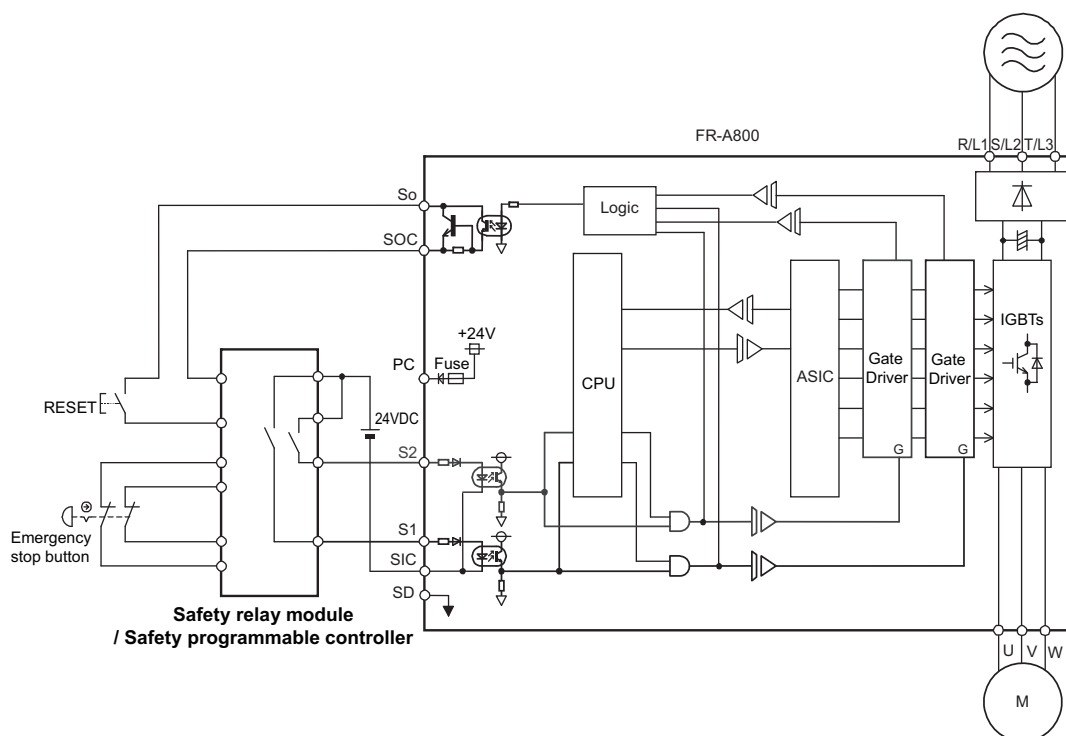 FR-A800
R/L1 S/L2 T/L3
So
Logic
SOC
+24V
PC
Fuse
CPU
ASIC
Gate
Driver
Gate
Driver
IGBTs
RESET
24VDC
S2
G
G
Emergency
stop button
S1
SIC
SD
Safety relay module
/ Safety programmable controller
U
V
W
M